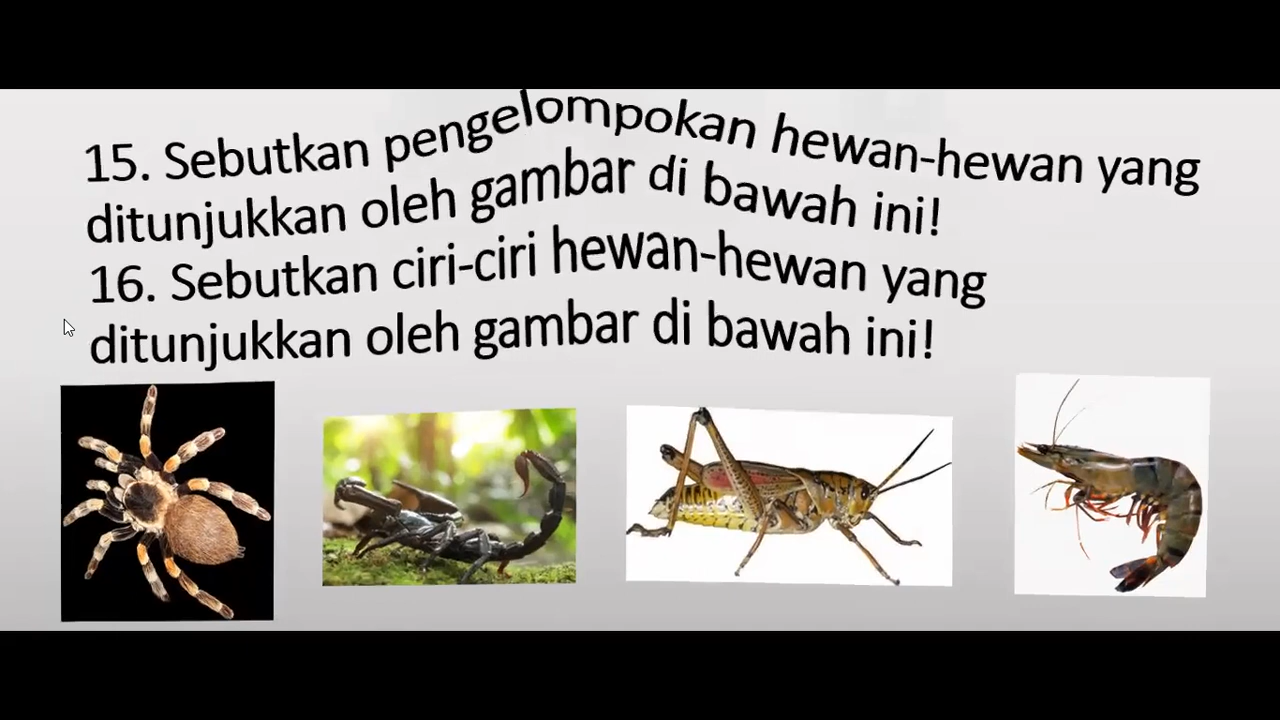 15. Sebutkan pengelompokan hewan-hewan yang
ditunjukkan oleh gambar di bawah ini!
16. Sebutkan ciri-ciri hewan-hewan yang
ditunjukkan oleh gambar di bawah ini!